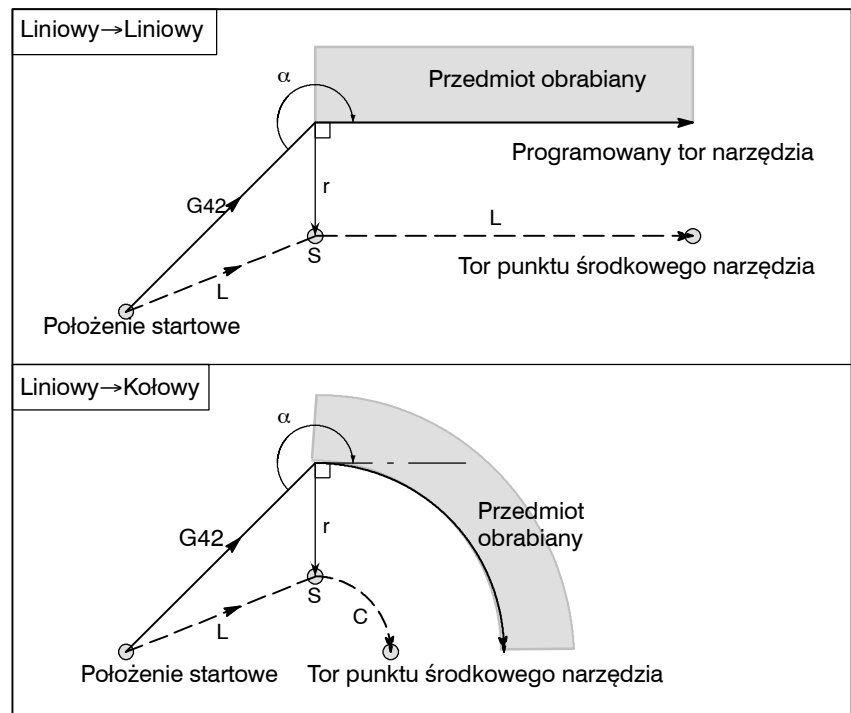 Liniowy→Liniowy
α
Przedmiot obrabiany
Programowany tor narzędzia
G42
r
L
S
Tor punktu środkowego narzędzia
L
Położenie startowe
Liniowy→Kołowy
α
Przedmiot
obrabiany
G42
r
S
C
L
Położenie startowe
Tor punktu środkowego narzędzia